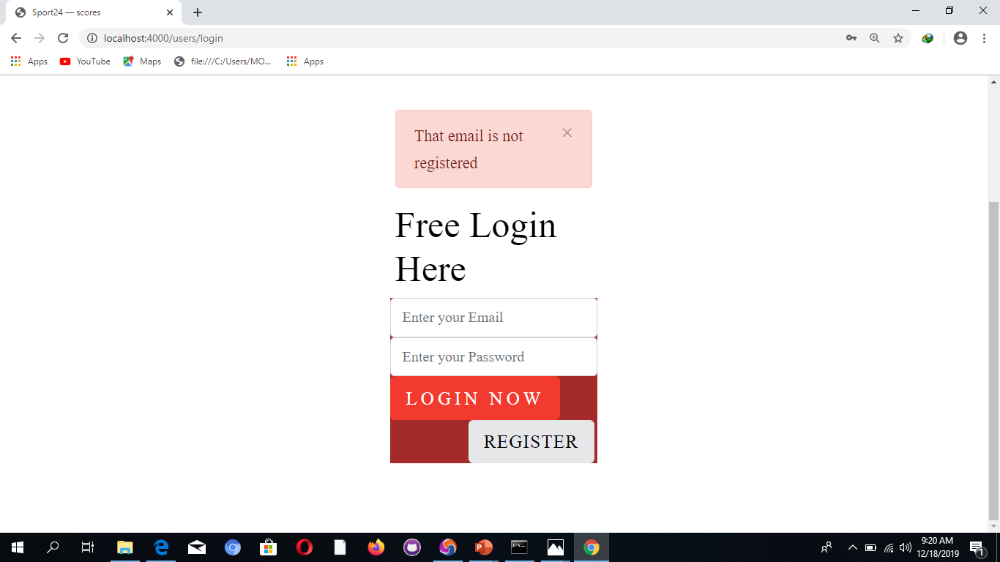 Sport24 — scores
localhost:4000/users/login
Apps YouTube Maps file:///C:/Users/MO... Apps
That email is not
registered
Free Login
Here
Enter your Email
Enter your Password
LOGIN NOW
REGISTER
9:20 AM
12/18/2019
1